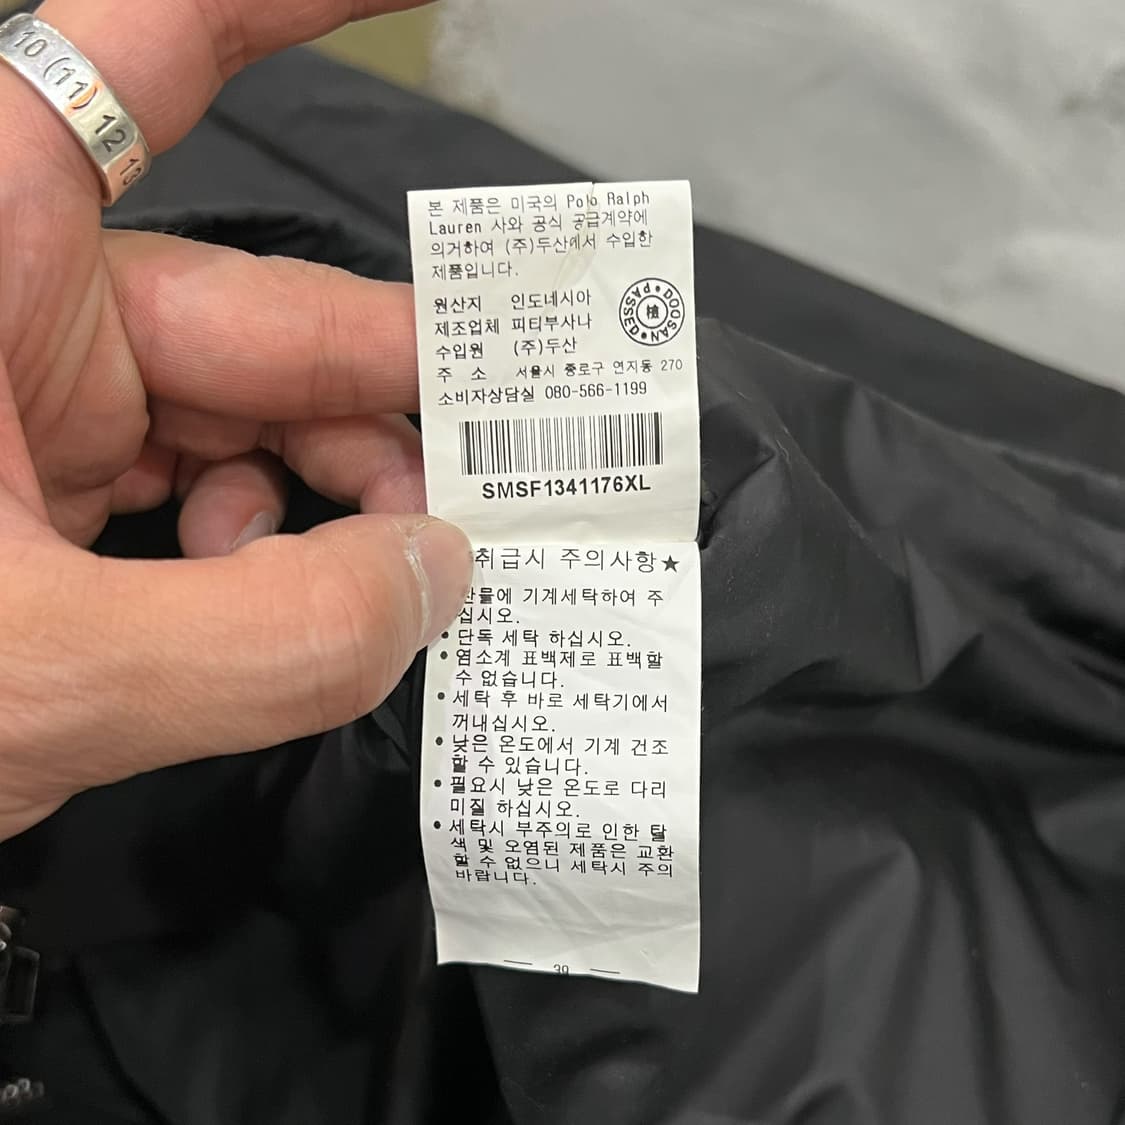 10 (11) 12 13
본 제품은 미국의 Polo Ralph
Lauren 사와 공식 공급계약에
의거하여 (주)두산에서 수입한
제품입니다.
원산지 인도네시아
제조업체 피티부사나
수입원 (주)두산
주 소 서울시 종로구 연지동 270
소비자상담실 080-566-1199
DOOSAN PASSED
SMSF1341176XL
취급시 주의사항★
찬물에 기계세탁하여 주
십시오.
• 단독 세탁 하십시오.
• 염소계 표백제로 표백할
수 없습니다.
• 세탁 후 바로 세탁기에서
꺼내십시오.
• 낮은 온도에서 기계 건조
할 수 있습니다.
• 필요시 낮은 온도로 다리
미질 하십시오.
• 세탁시 부주의로 인한 탈
색 및 오염된 제품은 교환
할 수 없으니 세탁시 주의
바랍니다.
39